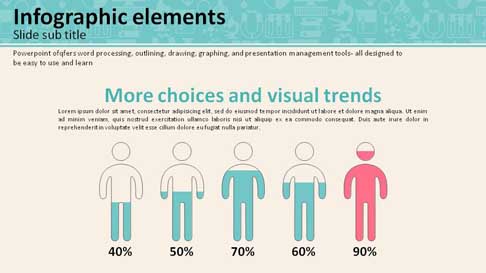 Infographic elements
Slide sub title
Powerpoint ofqfers word processing, outlining, drawing, graphing, and presentation management tools- all designed to
be easy to use and learn
More choices and visual trends
Lorem ipsum dolor sit amet, consectetur adipisicing elit, sed do eiusmod tempor incididunt ut labore et dolore magna aliqua. Ut enim
ad minim veniam, quis nostrud exercitation ullamco laboris nisi ut aliquip ex ea commodo consequat. Duis aute irure dolor in
reprehenderit in voluptate velit esse cillum dolore eu fugiat nulla pariatur.
40% 50% 70% 60% 90%